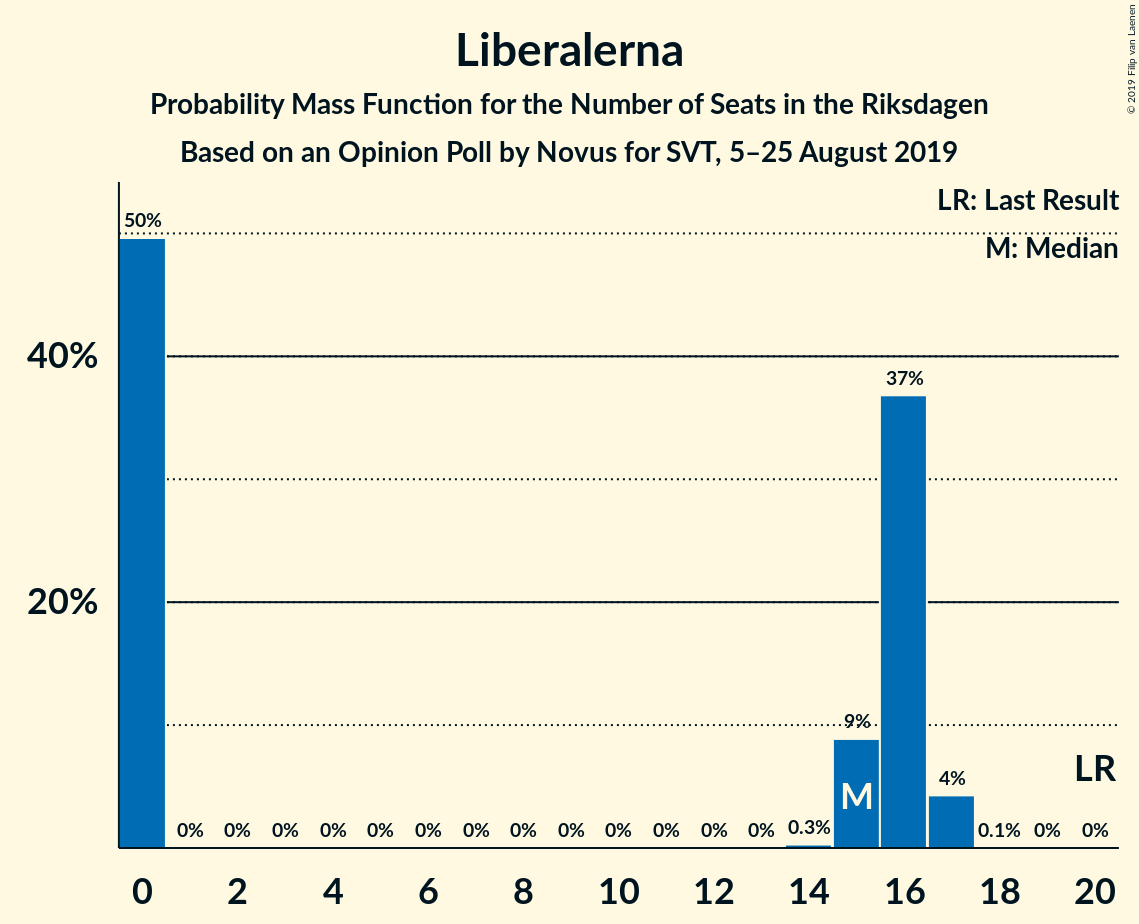 Liberalerna
Probability Mass Function for the Number of Seats in the Riksdagen
Based on an Opinion Poll by Novus for SVT, 5–25 August 2019
© 2019 Filip van Laenen
LR: Last Result
M: Median
50%
40%
37%
20%
9%
LR
4%
M
0% 0% 0% 0% 0% 0% 0% 0% 0% 0% 0% 0% 0% 0.3% 0.1% 0% 0%
0 2 4 6 8 10 12 14 16 18 20